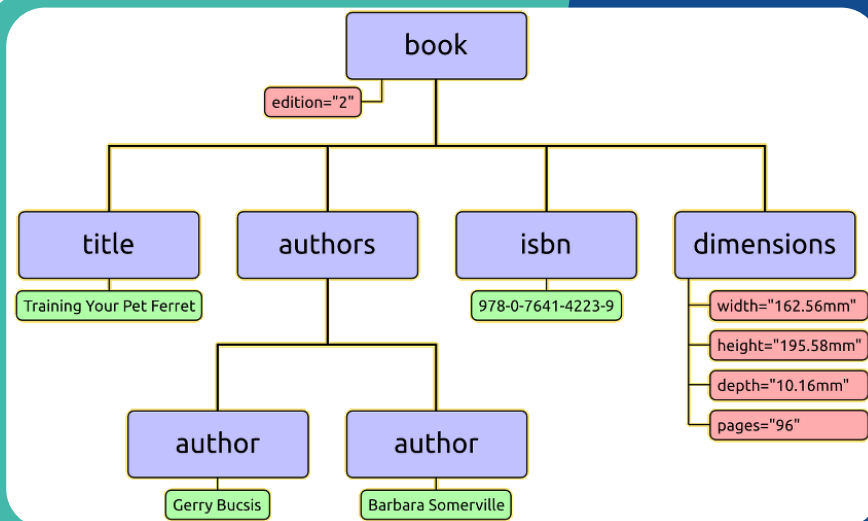 book
edition="2"
title
authors
isbn
dimensions
Training Your Pet Ferret
978-0-7641-4223-9
width="162.56mm"
height="195.58mm"
depth="10.16mm"
pages="96"
author
author
Gerry Bucsis
Barbara Somerville